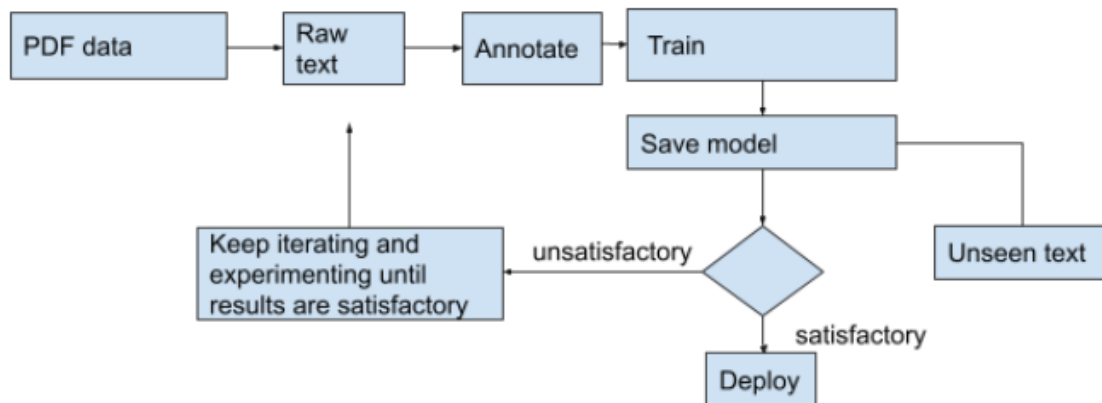 PDF data
Raw
text
Annotate
Train
Save model
Keep iterating and
experimenting until
results are satisfactory
unsatisfactory
Unseen text
satisfactory
Deploy